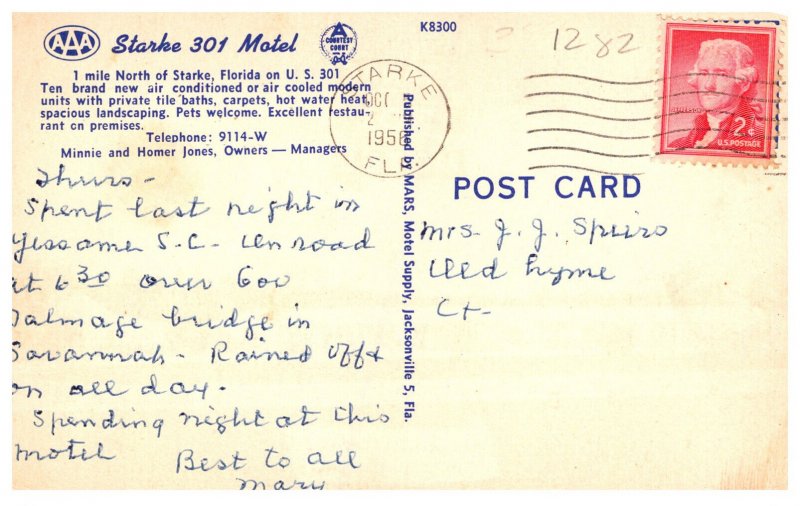 AAA Starke 301 Motel
A
COURTESY
COURT
1 mile North of Starke, Florida on U. S. 301
Ten brand new air conditioned or air cooled modern
units with private tile baths, carpets, hot water heat,
spacious landscaping. Pets welcome. Excellent restau-
rant on premises.
Telephone: 9114-W
Minnie and Homer Jones, Owners — Managers
Thurs -
Spent last night in
S.C. on road
at 6 30 over Gov
Talmage bridge in
Savannah - Rained off &
on all day.
Spending night at this
motel
Best to all
Mary
Published by MARS, Motel Supply, Jacksonville 5, Fla.
K8300
1282
STARKE
OCT
2
1956
FLA.
JEFFERSON
2¢
U.S. POSTAGE
POST CARD
Mrs. J. J. Spiro
Old Lyme
Ct-